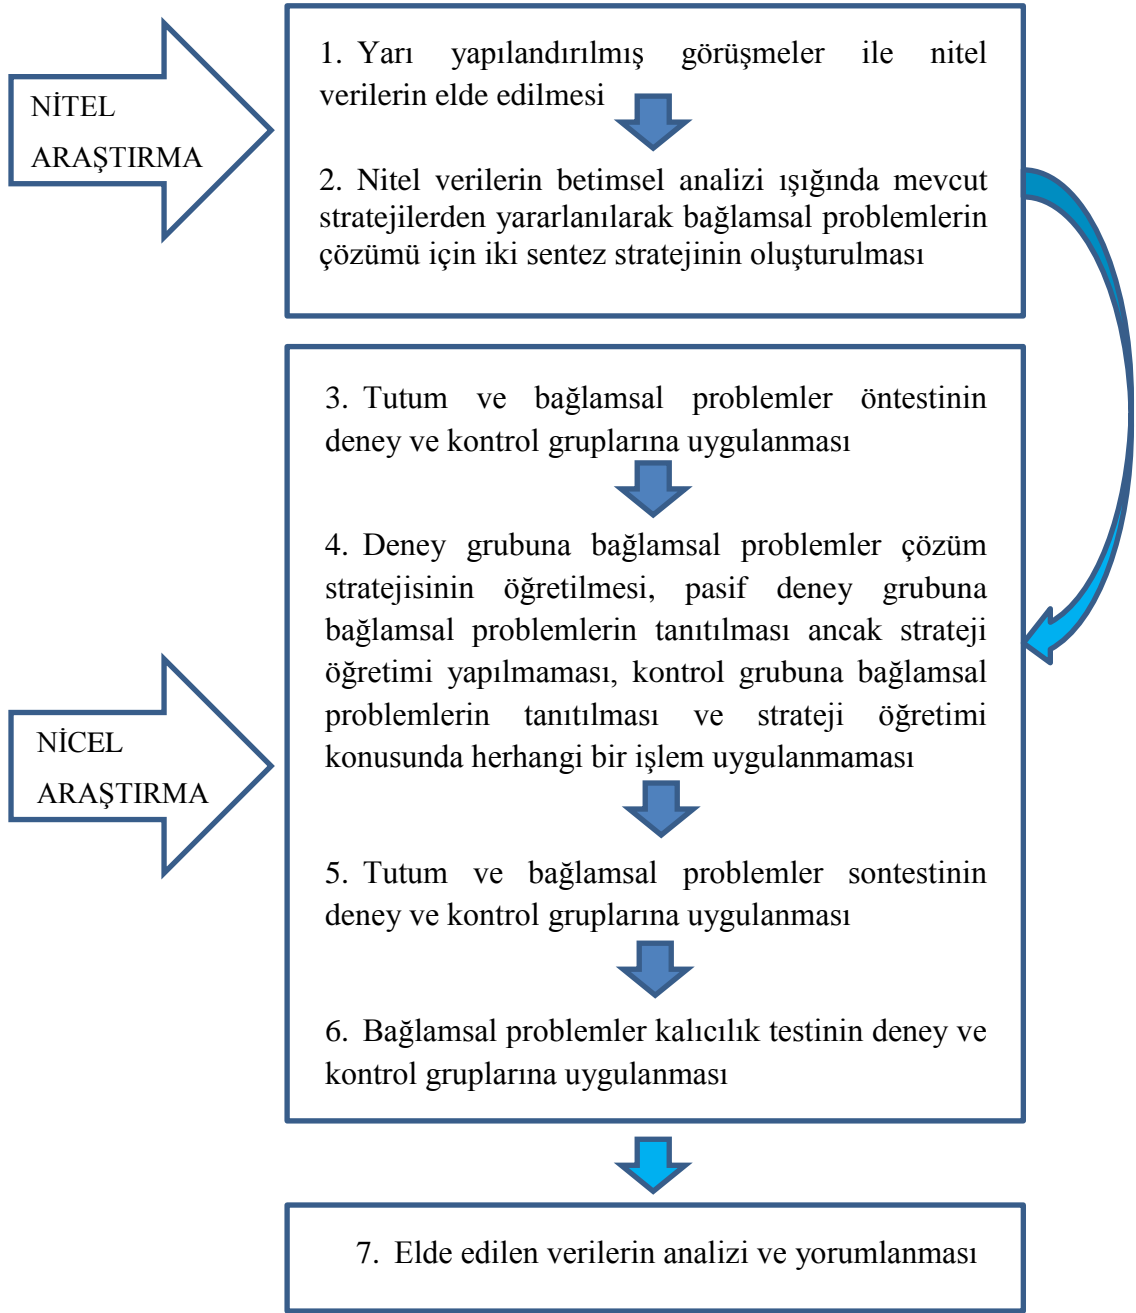 NİTEL
ARAŞTIRMA
1. Yarı yapılandırılmış görüşmeler ile nitel
verilerin elde edilmesi
2. Nitel verilerin betimsel analizi ışığında mevcut
stratejilerden yararlanılarak bağlamsal problemlerin
çözümü için iki sentez stratejinin oluşturulması
NİCEL
ARAŞTIRMA
3. Tutum ve bağlamsal problemler öntestinin
deney ve kontrol gruplarına uygulanması
4. Deney grubuna bağlamsal problemler çözüm
stratejisinin öğretilmesi, pasif deney grubuna
bağlamsal problemlerin tanıtılması ancak strateji
öğretimi yapılmaması, kontrol grubuna bağlamsal
problemlerin tanıtılması ve strateji öğretimi
konusunda herhangi bir işlem uygulanmaması
5. Tutum ve bağlamsal problemler sontestinin
deney ve kontrol gruplarına uygulanması
6. Bağlamsal problemler kalıcılık testinin deney ve
kontrol gruplarına uygulanması
7. Elde edilen verilerin analizi ve yorumlanması